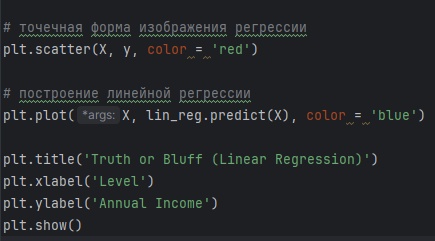 # точечная форма изображения регрессии
plt.scatter(X, y, color = 'red')
# построение линейной регрессии
plt.plot( *args: X, lin_reg.predict(X), color = 'blue')
plt.title('Truth or Bluff (Linear Regression)')
plt.xlabel('Level')
plt.ylabel('Annual Income')
plt.show()